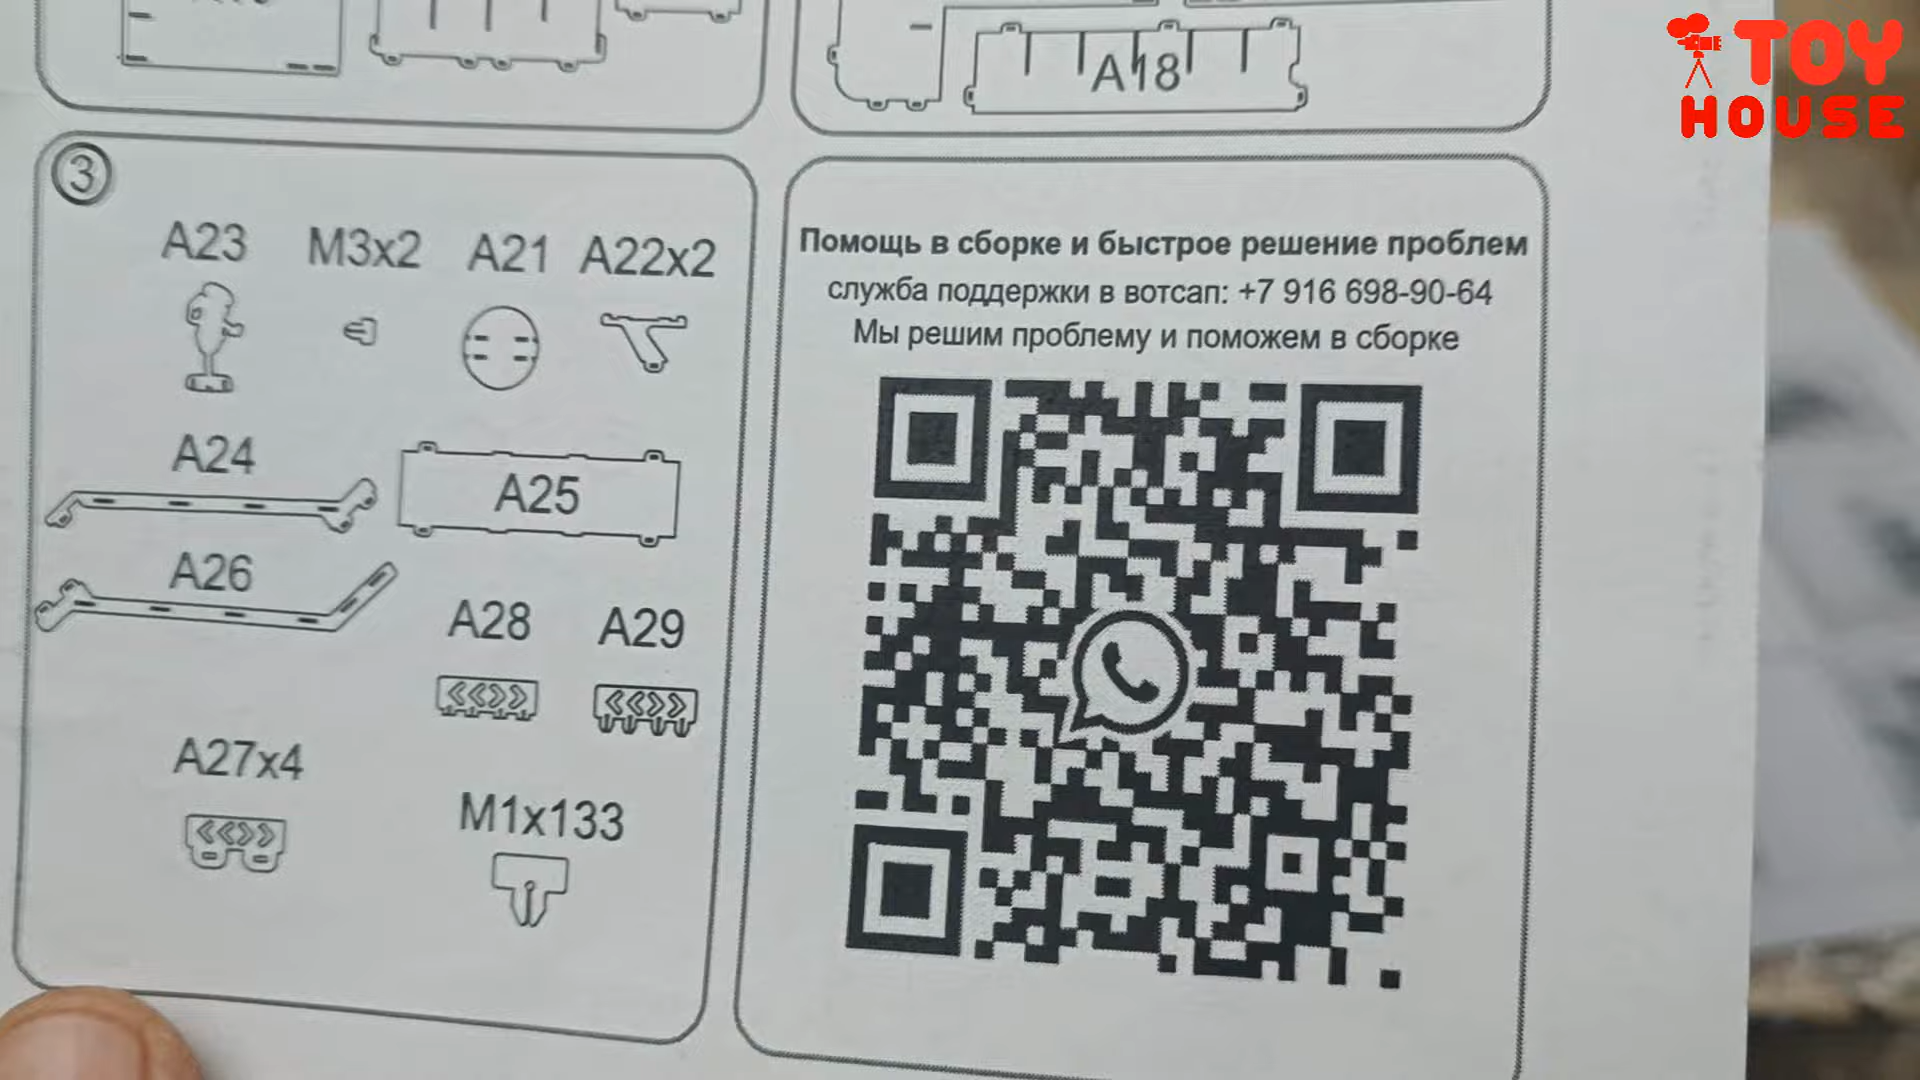 A18
TOY
HOUSE
3
A23 M3x2 A21 A22x2
A24
A25
A26
A28 A29
A27x4
M1x133
Помощь в сборке и быстрое решение проблем
служба поддержки в вотсап: +7 916 698-90-64
Мы решим проблему и поможем в сборке